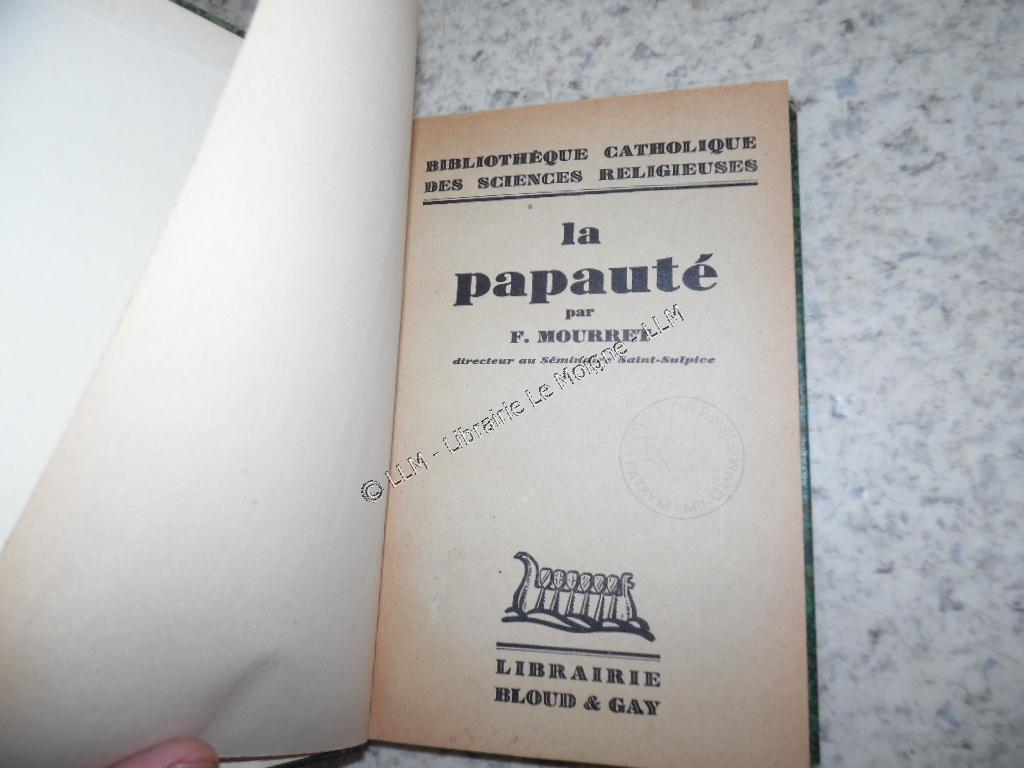 BIBLIOTHÈQUE CATHOLIQUE
DES SCIENCES RELIGIEUSES
la
papauté
par
F. MOURRET
directeur au Séminaire Saint-Sulpice
© LLM - Librairie Le Moigne - LLM
LIBRAIRIE
BLOUD & GAY